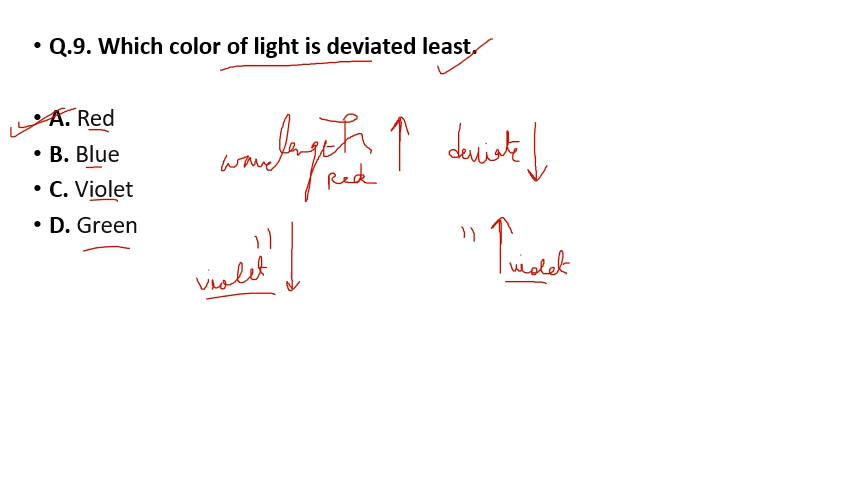 • Q.9. Which color of light is deviated least.
• A. Red
• B. Blue
• C. Violet
• D. Green
wavelength ↑ deviate ↓
Red
" ↓ " ↑
violet violet